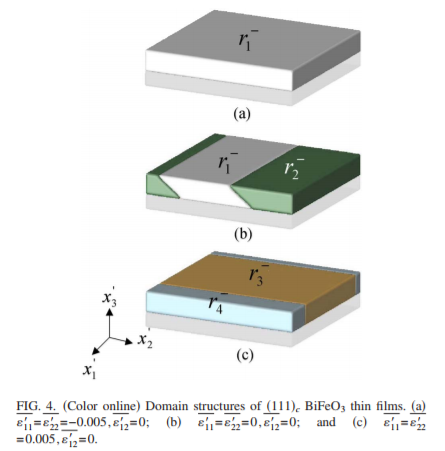 r₁⁻
(a)
r₁⁻ r₂⁻
(b)
r₃⁻
r₄⁻
x₃'
x₂'
x₁'
(c)
FIG. 4. (Color online) Domain structures of (111)c BiFeO₃ thin films. (a)
ε̅′₁₁=ε̅′₂₂=−0.005, ε̅′₁₂=0; (b) ε̅′₁₁=ε̅′₂₂=0, ε̅′₁₂=0; and (c) ε̅′₁₁=ε̅′₂₂
=0.005, ε̅′₁₂=0.